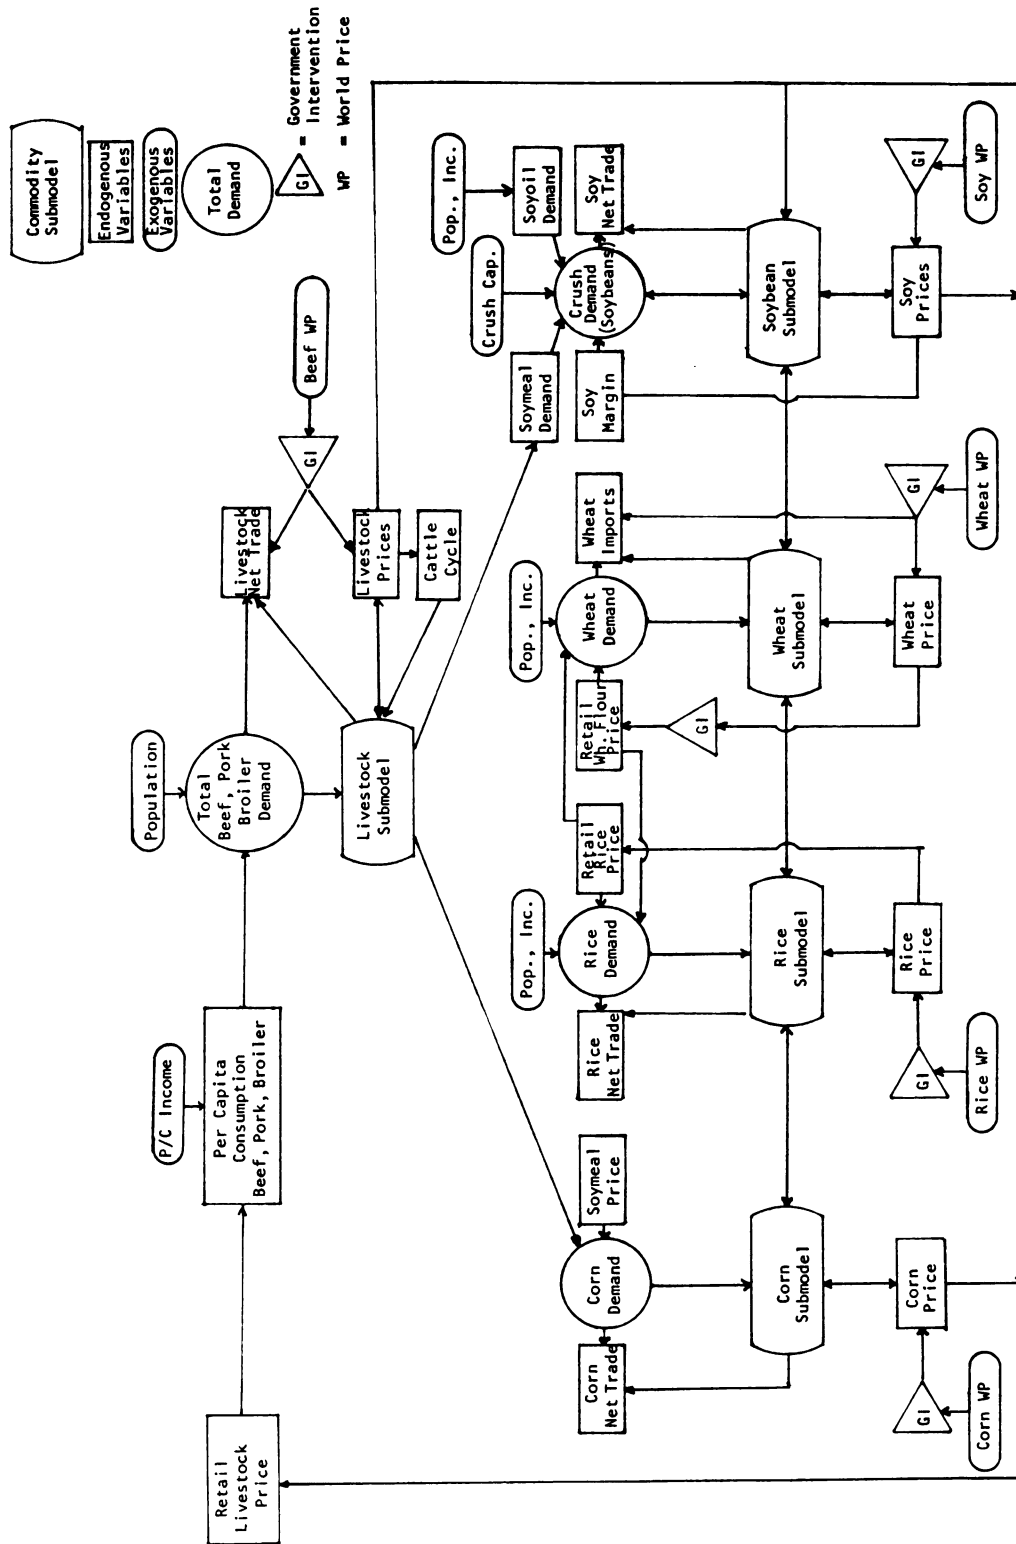 Commodity
Submodel
Endogenous
Variables
Exogenous
Variables
Total
Demand
GI
= Government
Intervention
WP
= World Price
Retail
Livestock
Price
P/C Income
Per Capita
Consumption
Beef, Pork, Broiler
Population
Total
Beef, Pork
Broiler
Demand
Livestock
Net Trade
GI
Beef WP
Livestock
Submodel
Livestock
Prices
Cattle
Cycle
Corn
Net Trade
Corn
Demand
Soymeal
Price
Rice
Net Trade
Pop., Inc.
Rice
Demand
Retail
Rice
Price
Retail
Wh. Flour
Price
Pop., Inc.
Wheat
Demand
Wheat
Imports
Soymeal
Demand
Crush Cap.
Pop., Inc.
Soyoil
Demand
Soy
Margin
Crush
Demand
(Soybeans)
Soy
Net Trade
GI
Corn
Submodel
Rice
Submodel
Wheat
Submodel
Soybean
Submodel
GI
Corn
Price
GI
Rice
Price
Wheat
Price
GI
Soy
Prices
GI
Corn WP
Rice WP
Wheat WP
Soy WP